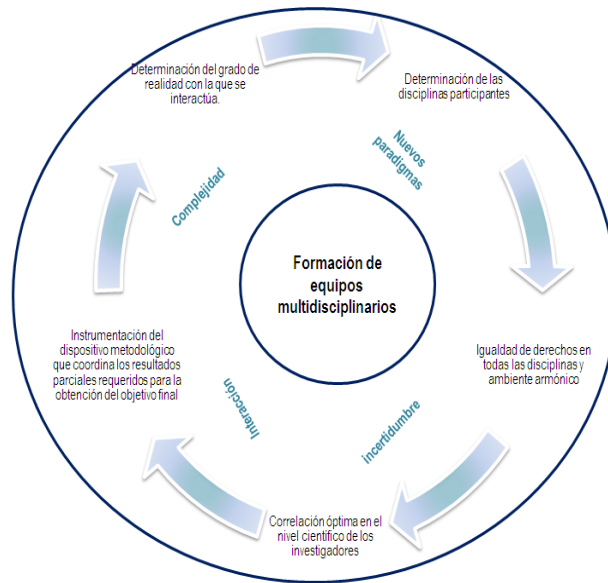 Determinación del grado de
realidad con la que se
interactúa.
Determinación de las
disciplinas participantes
Nuevos
paradigmas
Complejidad
Formación de
equipos
multidisciplinarios
Instrumentación del
dispositivo metodológico
que coordina los resultados
parciales requeridos para la
obtención del objetivo final
Igualdad de derechos en
todas las disciplinas y
ambiente armónico
Interacción
incertidumbre
Correlación óptima en el
nivel científico de los
investigadores